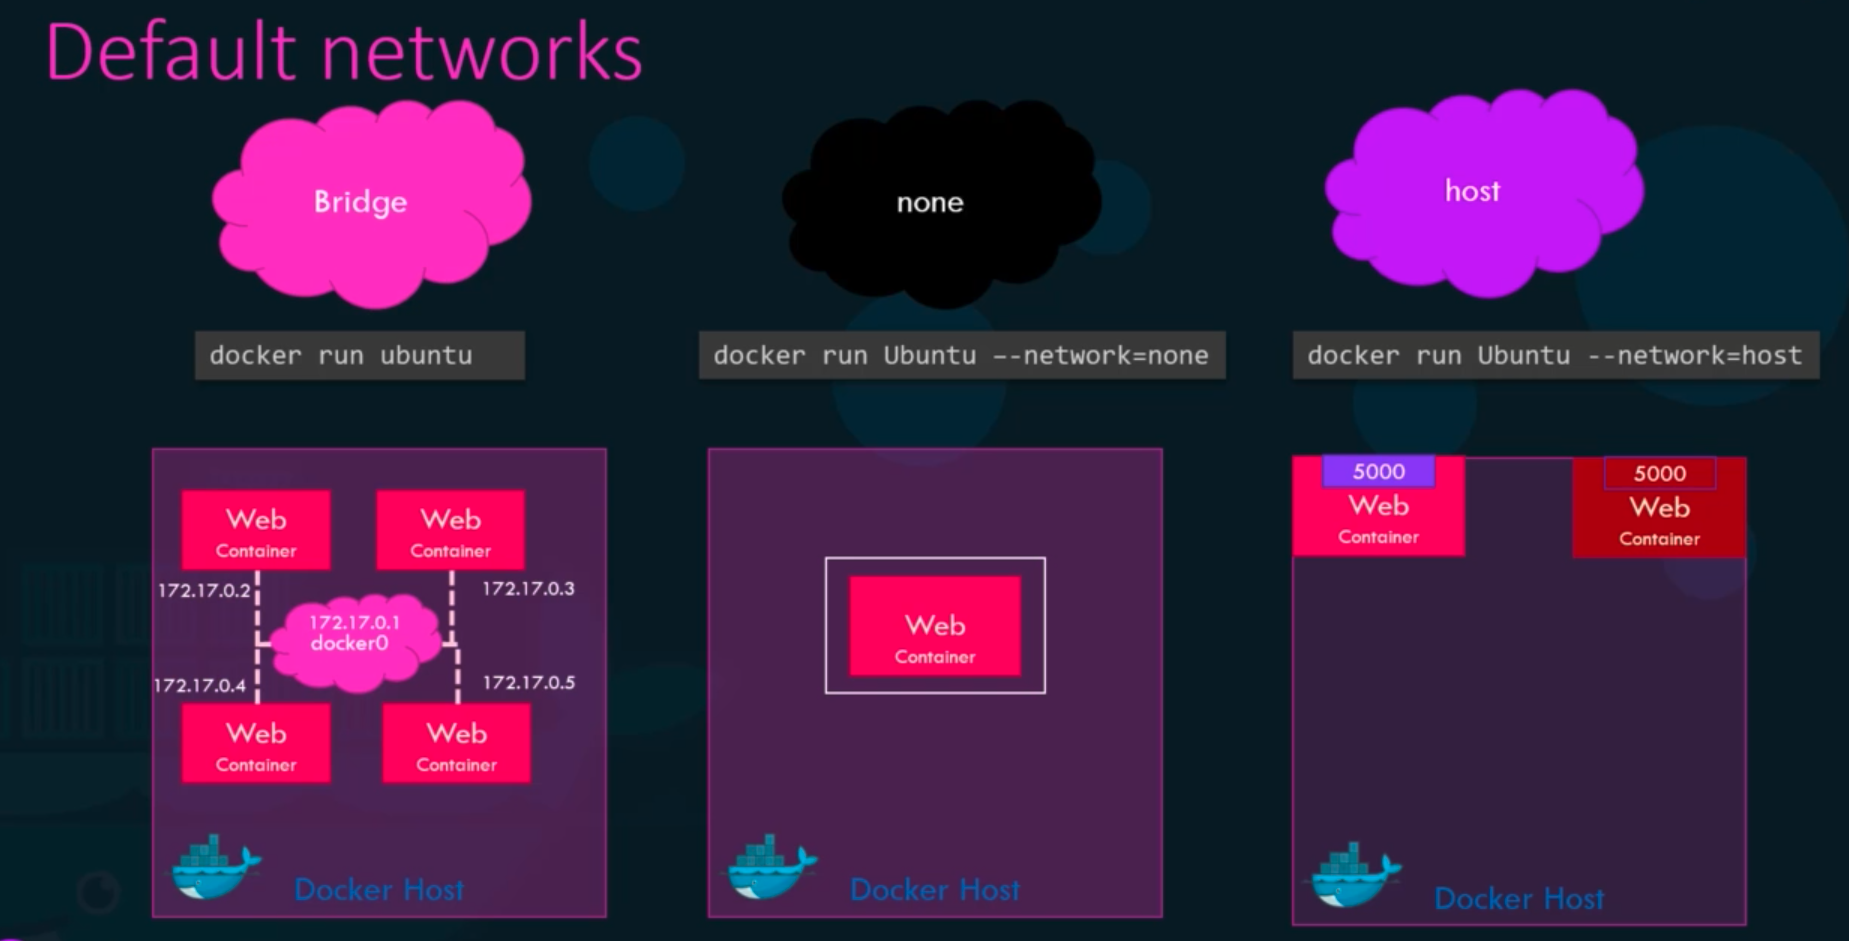 Default networks
Bridge
none
host
docker run ubuntu
docker run Ubuntu --network=none
docker run Ubuntu --network=host
Web
Container
Web
Container
172.17.0.2
172.17.0.3
172.17.0.1
docker0
172.17.0.4
172.17.0.5
Web
Container
Web
Container
Docker Host
Web
Container
Docker Host
5000
Web
Container
5000
Web
Container
Docker Host